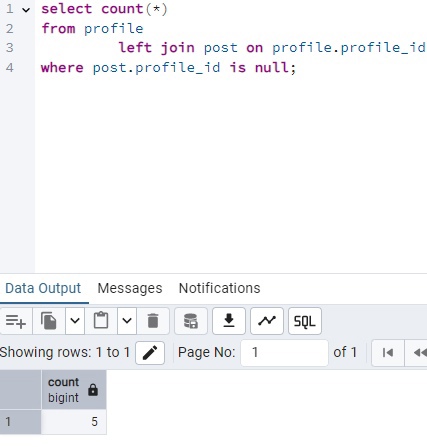 1 select count(*)
2 from profile
3 left join post on profile.profile_id
4 where post.profile_id is null;
Data Output Messages Notifications
SQL
Showing rows: 1 to 1 Page No: 1 of 1
count
bigint
1 5